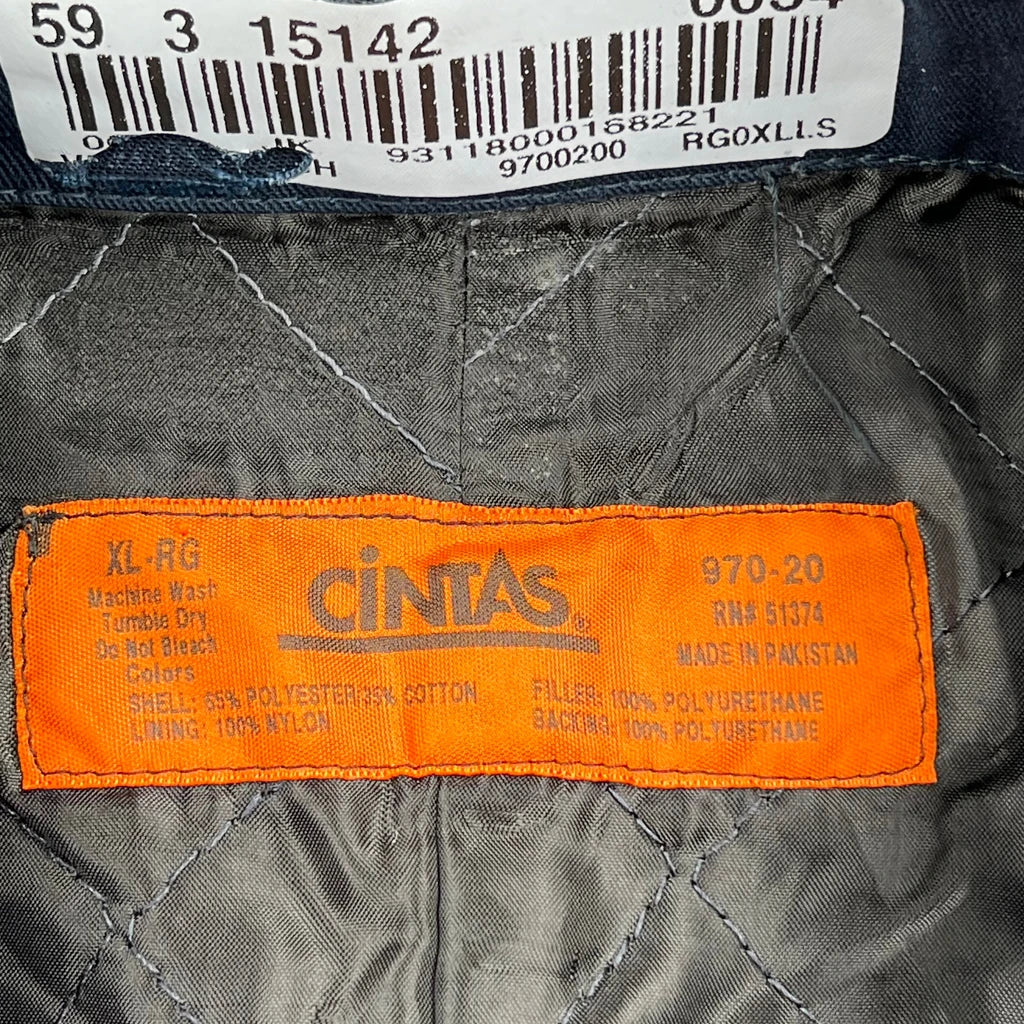 59 3 15142
93118000168221
9700200 RG0XLLS
XL-RG
Machine Wash
Tumble Dry
Do Not Bleach
Colors
CiNTAS®
970-20
RN# 51374
MADE IN PAKISTAN
SHELL: 65% POLYESTER 35% COTTON
LINING: 100% NYLON
FILLER: 100% POLYURETHANE
BACKING: 100% POLYURETHANE